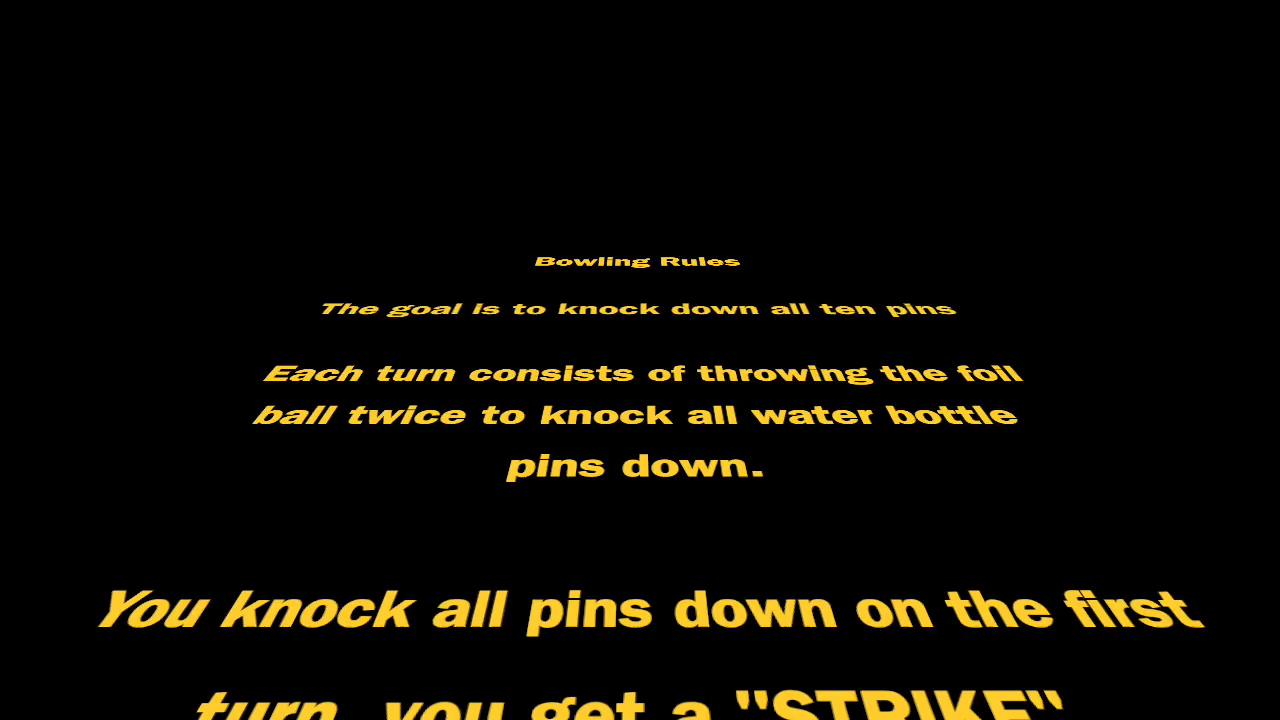 Bowling Rules
The goal is to knock down all ten pins
Each turn consists of throwing the foil
ball twice to knock all water bottle
pins down.
You knock all pins down on the first
turn, you get a "STRIKE"